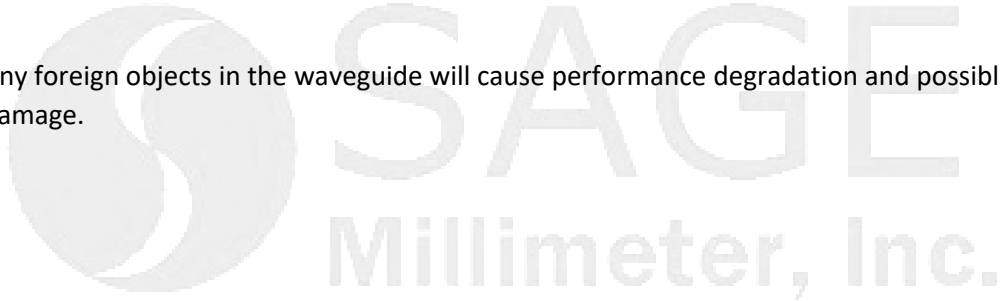 ny foreign objects in the waveguide will cause performance degradation and possibl
amage.
SAGE
Millimeter, Inc.